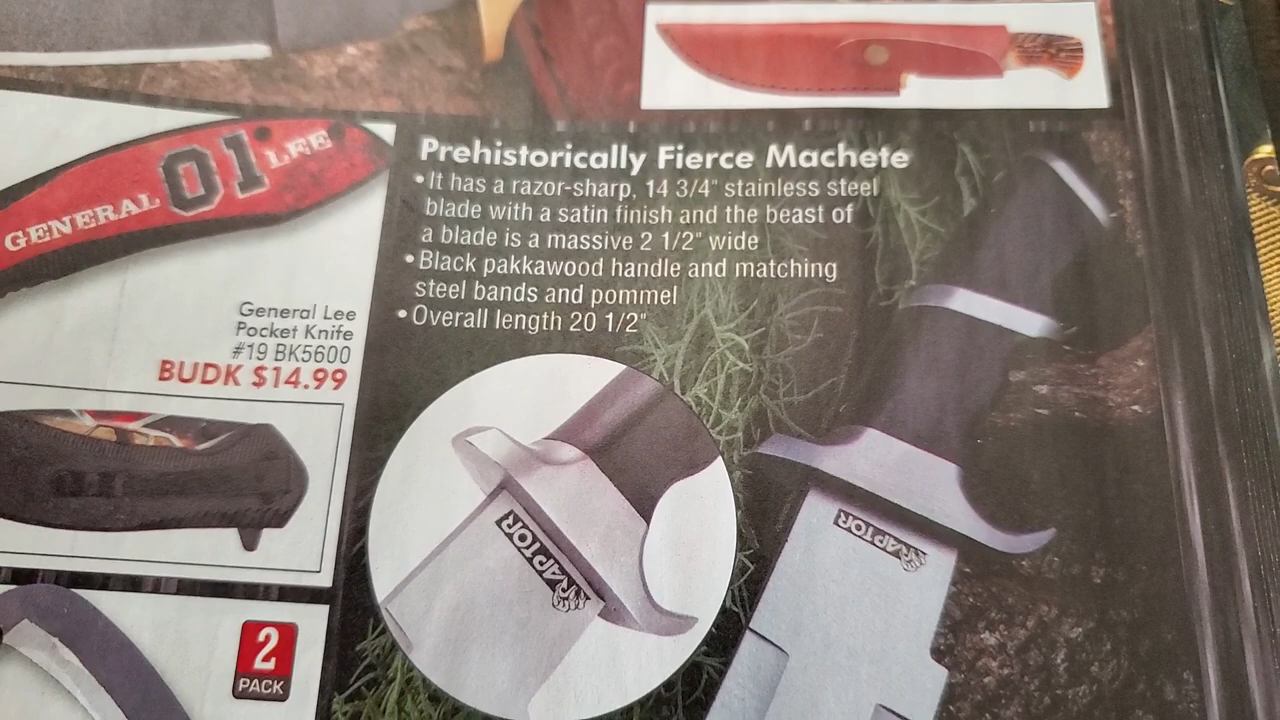 GENERAL 01 LEE
General Lee
Pocket Knife
#19 BK5600
BUDK $14.99
2
PACK
Prehistorically Fierce Machete
•It has a razor-sharp, 14 3/4" stainless steel
blade with a satin finish and the beast of
a blade is a massive 2 1/2" wide
•Black pakkawood handle and matching
steel bands and pommel
•Overall length 20 1/2"
RAPTOR
RAPTOR